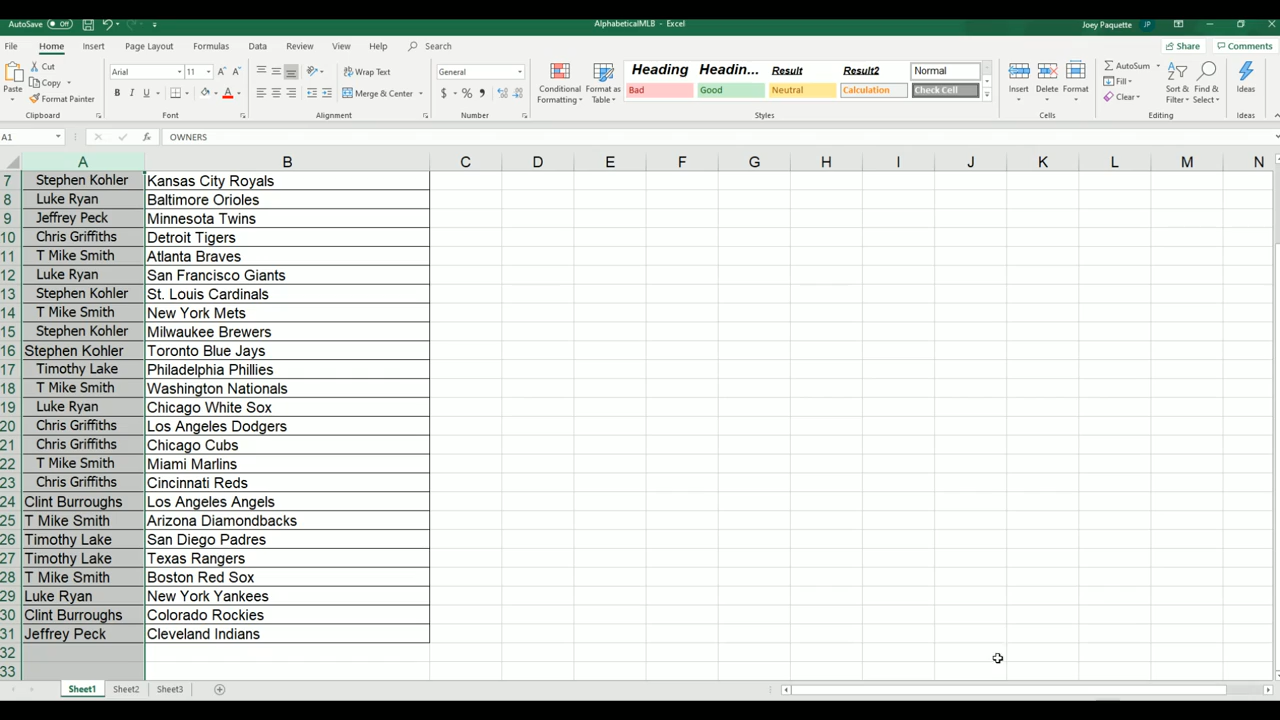 AutoSave Off AlphabeticalMLB - Excel Joey Paquette JP
File Home Insert Page Layout Formulas Data Review View Help Search Share Comments
Cut
Copy
Format Painter
Paste
Clipboard
Arial 11 A A
B I U A
Font
Wrap Text
Merge & Center
Alignment
General
$ % 9
Number
Conditional Formatting
Format as Table
Heading Headin... Result Result2 Normal
Bad Good Neutral Calculation Check Cell
Styles
Insert Delete Format
Cells
AutoSum
Fill
Clear
Sort & Filter
Find & Select
Editing
Ideas
Ideas
A1 fx OWNERS
A B C D E F G H I J K L M N
7 Stephen Kohler Kansas City Royals
8 Luke Ryan Baltimore Orioles
9 Jeffrey Peck Minnesota Twins
10 Chris Griffiths Detroit Tigers
11 T Mike Smith Atlanta Braves
12 Luke Ryan San Francisco Giants
13 Stephen Kohler St. Louis Cardinals
14 T Mike Smith New York Mets
15 Stephen Kohler Milwaukee Brewers
16 Stephen Kohler Toronto Blue Jays
17 Timothy Lake Philadelphia Phillies
18 T Mike Smith Washington Nationals
19 Luke Ryan Chicago White Sox
20 Chris Griffiths Los Angeles Dodgers
21 Chris Griffiths Chicago Cubs
22 T Mike Smith Miami Marlins
23 Chris Griffiths Cincinnati Reds
24 Clint Burroughs Los Angeles Angels
25 T Mike Smith Arizona Diamondbacks
26 Timothy Lake San Diego Padres
27 Timothy Lake Texas Rangers
28 T Mike Smith Boston Red Sox
29 Luke Ryan New York Yankees
30 Clint Burroughs Colorado Rockies
31 Jeffrey Peck Cleveland Indians
32
33
Sheet1 Sheet2 Sheet3